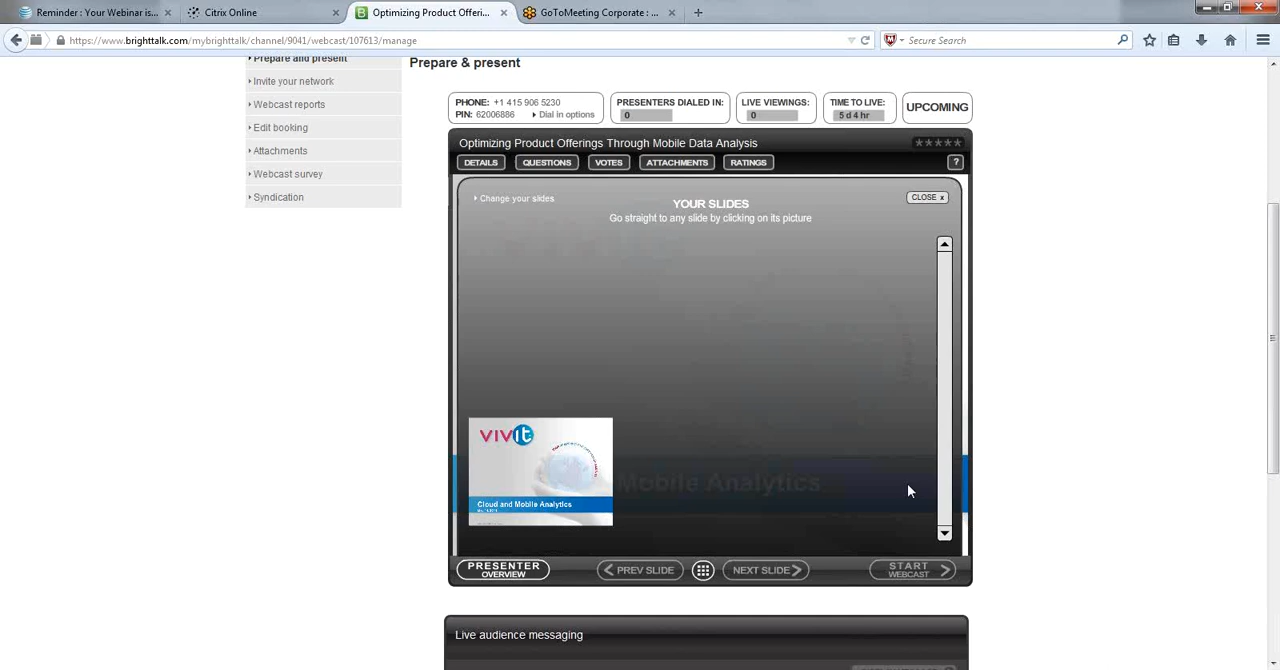 Reminder : Your Webinar is...
Citrix Online
Optimizing Product Offeri...
GoToMeeting Corporate : ...
https://www.brighttalk.com/mybrighttalk/channel/9041/webcast/107613/manage
Secure Search
Prepare and present
Invite your network
Webcast reports
Edit booking
Attachments
Webcast survey
Syndication
Prepare & present
PHONE: +1 415 906 5230
PIN: 62006886 Dial in options
PRESENTERS DIALED IN:
0
LIVE VIEWINGS:
0
TIME TO LIVE:
5 d 4 hr
UPCOMING
Optimizing Product Offerings Through Mobile Data Analysis
DETAILS QUESTIONS VOTES ATTACHMENTS RATINGS ?
Change your slides
YOUR SLIDES
CLOSE x
Go straight to any slide by clicking on its picture
vivit
Cloud and Mobile Analytics
Mobile Analytics
PRESENTER
OVERVIEW
PREV SLIDE
NEXT SLIDE
START
WEBCAST
Live audience messaging